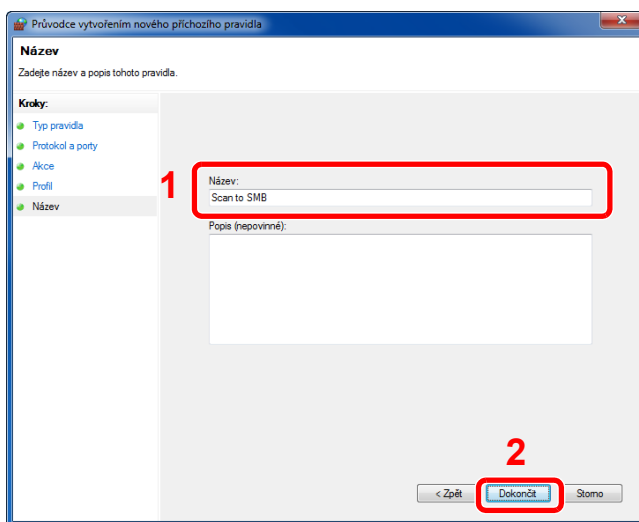 Průvodce vytvořením nového příchozího pravidla
Název
Zadejte název a popis tohoto pravidla.
Kroky:
Typ pravidla
Protokol a porty
Akce
Profil
Název
1
Název:
Scan to SMB
Popis (nepovinné):
2
< Zpět
Dokončit
Storno